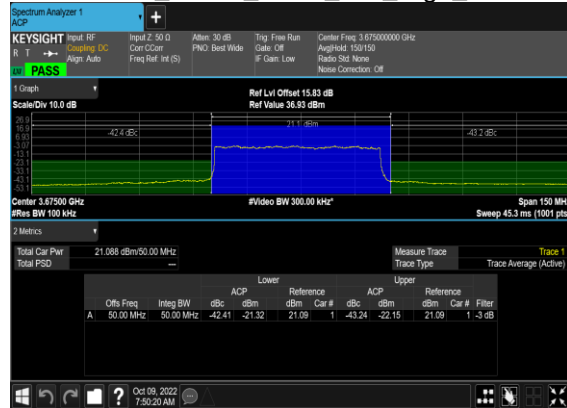 Spectrum Analyzer 1
ACP
+
KEYSIGHT Input: RF Input Z: 50 Ω Atten: 30 dB Trig: Free Run Center Freq: 3.675000000 GHz
R T Coupling: DC Corr CCorr PNO: Best Wide Gate: Off Avg|Hold: 150/150
Align: Auto Freq Ref: Int (S) IF Gain: Low Radio Std: None
Noise Correction: Off
PASS
1 Graph
Ref Lvl Offset 15.83 dB
Scale/Div 10.0 dB Ref Value 36.93 dBm
26.9
16.9 21.1 dBm
6.93 -42.4 dBc -43.2 dBc
-3.07
-13.1
-23.1
-33.1
-43.1
-53.1
Center 3.67500 GHz #Video BW 300.00 kHz* Span 150 MH
#Res BW 100 kHz Sweep 45.3 ms (1001 pts
2 Metrics
Total Car Pwr 21.088 dBm/50.00 MHz Measure Trace Trace 1
Total PSD --- Trace Type Trace Average (Active)
Lower Upper
ACP Reference ACP Reference
Offs Freq Integ BW dBc dBm dBm Car # dBc dBm dBm Car # Filter
A 50.00 MHz 50.00 MHz -42.41 -21.32 21.09 1 -43.24 -22.15 21.09 1 -3 dB
? Oct 09, 2022
7:50:20 AM